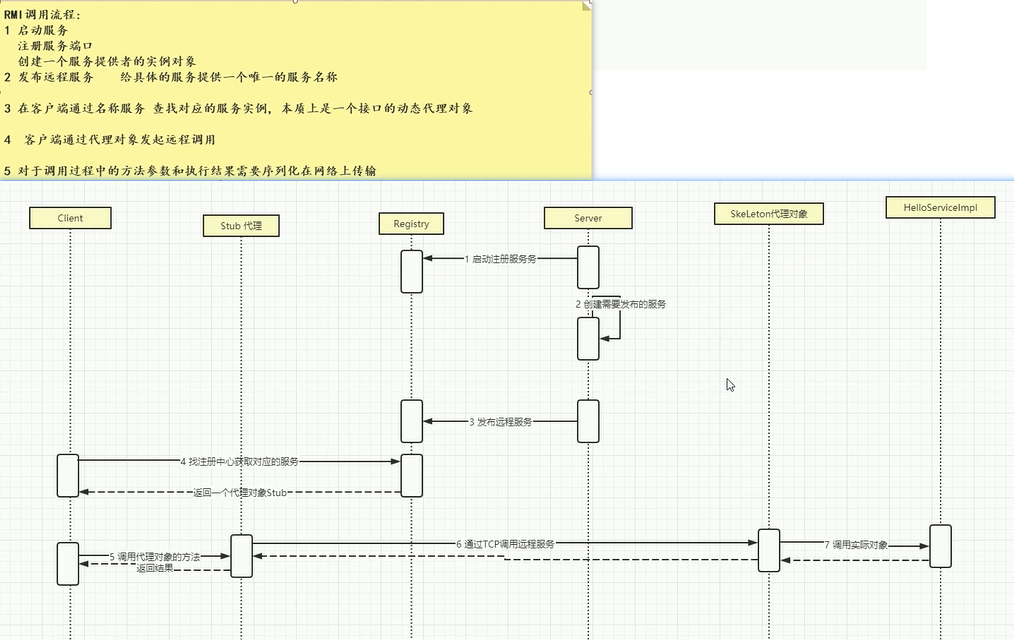 RMI调用流程:
1 启动服务
注册服务端口
创建一个服务提供者的实例对象
2 发布远程服务 给具体的服务提供一个唯一的服务名称
3 在客户端通过名称服务 查找对应的服务实例, 本质上是一个接口的动态代理对象
4 客户端通过代理对象发起远程调用
5 对于调用过程中的方法参数和执行结果需要序列化在网络上传输
Client
Stub 代理
Registry
Server
SkeLeton代理对象
HelloServiceImpl
1 启动注册服务务
2 创建需要发布的服务
3 发布远程服务
4 找注册中心获取对应的服务
返回一个代理对象Stub
5 调用代理对象的方法
返回结果
6 通过TCP调用远程服务
7 调用实际对象